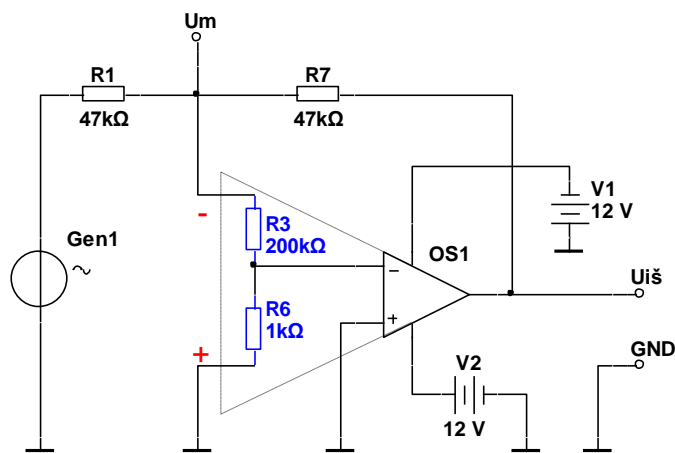 Um
R1
47kΩ
R7
47kΩ
V1
12 V
-
R3
200kΩ
Gen1
~
OS1
−
R6
1kΩ
+
+
Uiš
GND
V2
12 V